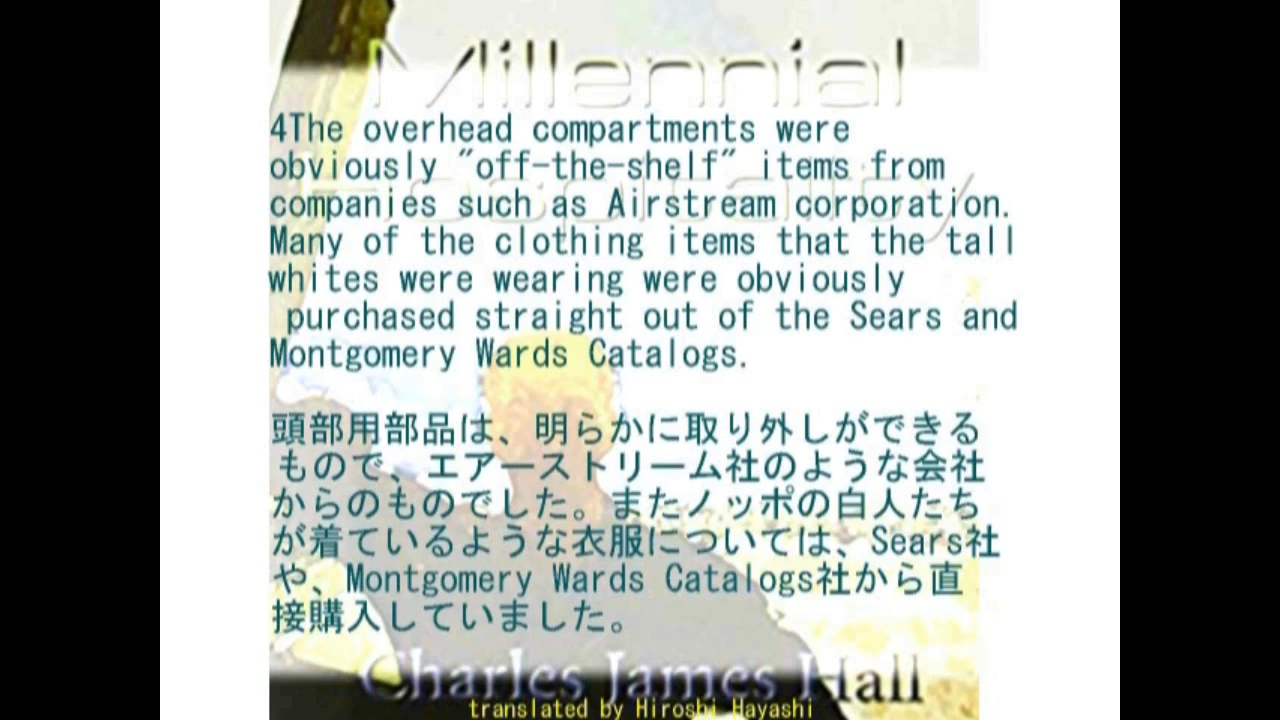 Millennial
Hospitality
4The overhead compartments were
obviously "off-the-shelf" items from
companies such as Airstream corporation.
Many of the clothing items that the tall
whites were wearing were obviously
purchased straight out of the Sears and
Montgomery Wards Catalogs.
頭部用部品は、明らかに取り外しができる
もので、エアーストリーム社のような会社
からのものでした。またノッポの白人たち
が着ているような衣服については、Sears社
や、Montgomery Wards Catalogs社から直
接購入していました。
Charles James Hall
translated by Hiroshi Hayashi